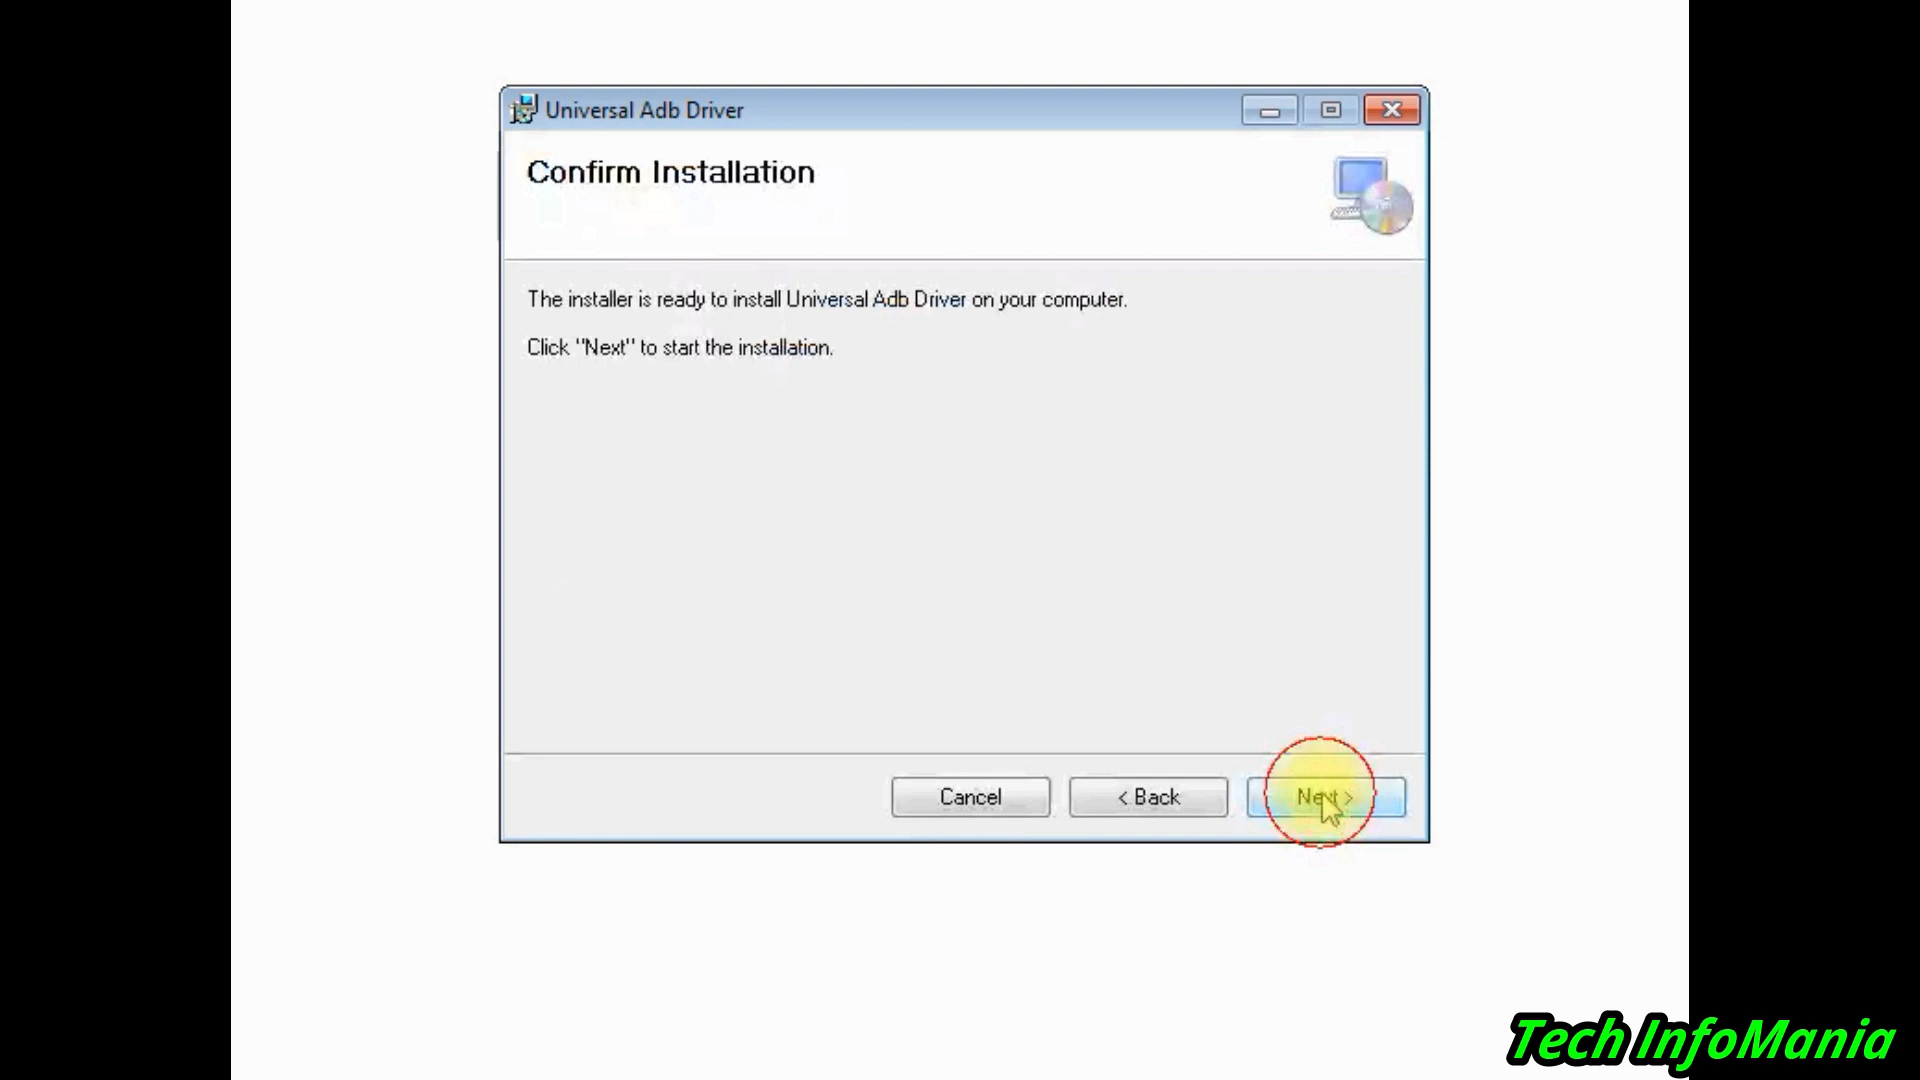 Universal Adb Driver
Confirm Installation
The installer is ready to install Universal Adb Driver on your computer.
Click "Next" to start the installation.
Cancel
< Back
Next >
Tech InfoMania